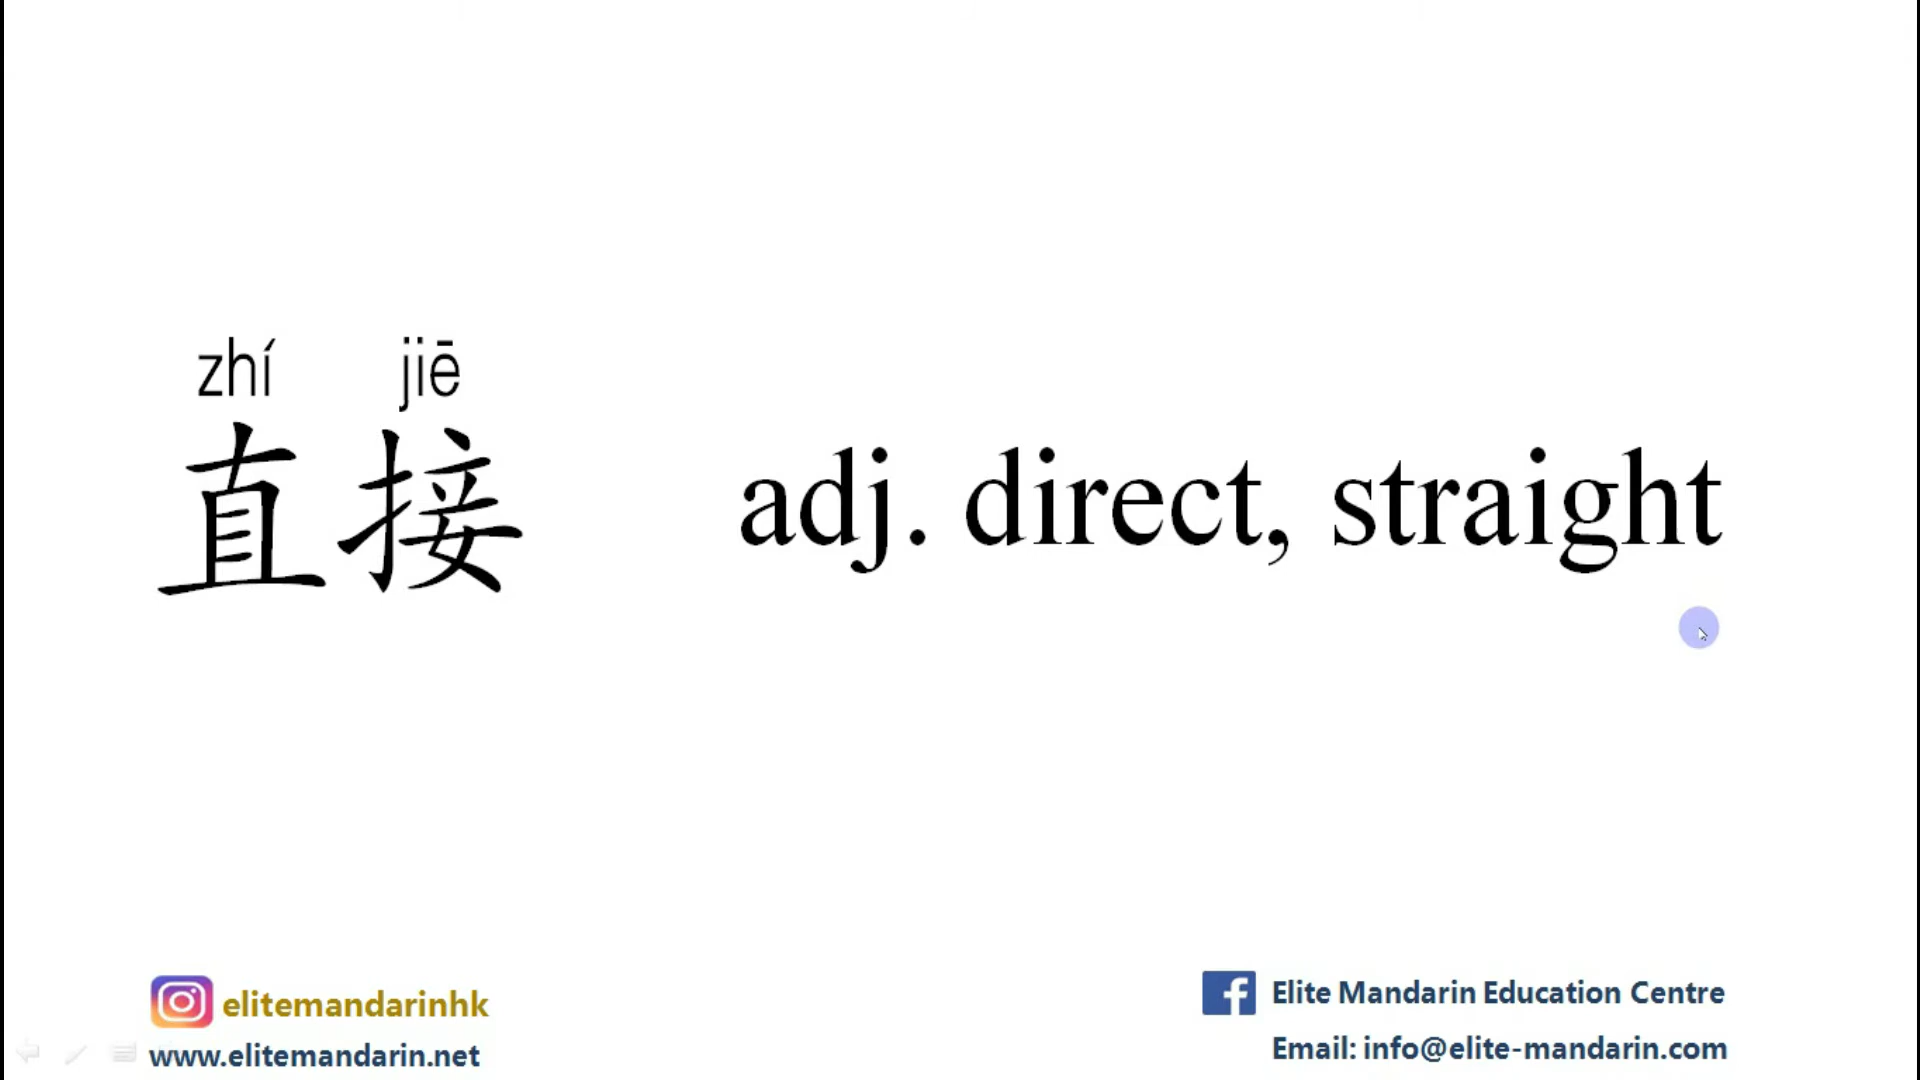 zhí jiē
直接 adj. direct, straight
elitemandarinhk
www.elitemandarin.net
Elite Mandarin Education Centre
Email: info@elite-mandarin.com